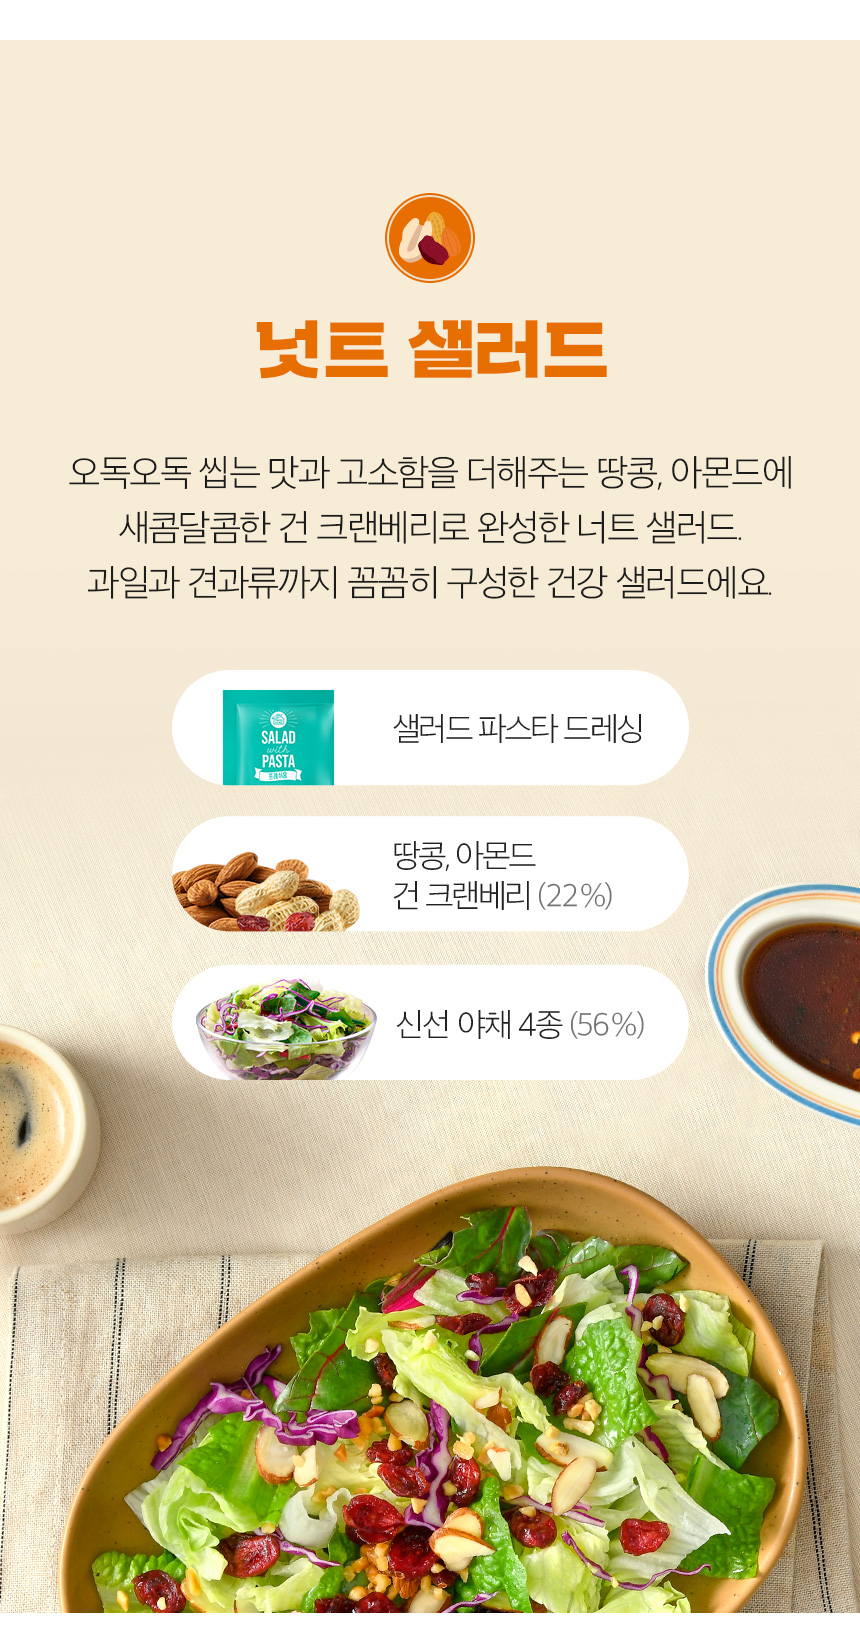 넛트 샐러드
오독오독 씹는 맛과 고소함을 더해주는 땅콩, 아몬드에
새콤달콤한 건 크랜베리로 완성한 너트 샐러드.
과일과 견과류까지 꼼꼼히 구성한 건강 샐러드에요.
SALAD
with
PASTA
샐러드 파스타 드레싱
땅콩, 아몬드
건 크랜베리 (22%)
신선 야채 4종 (56%)